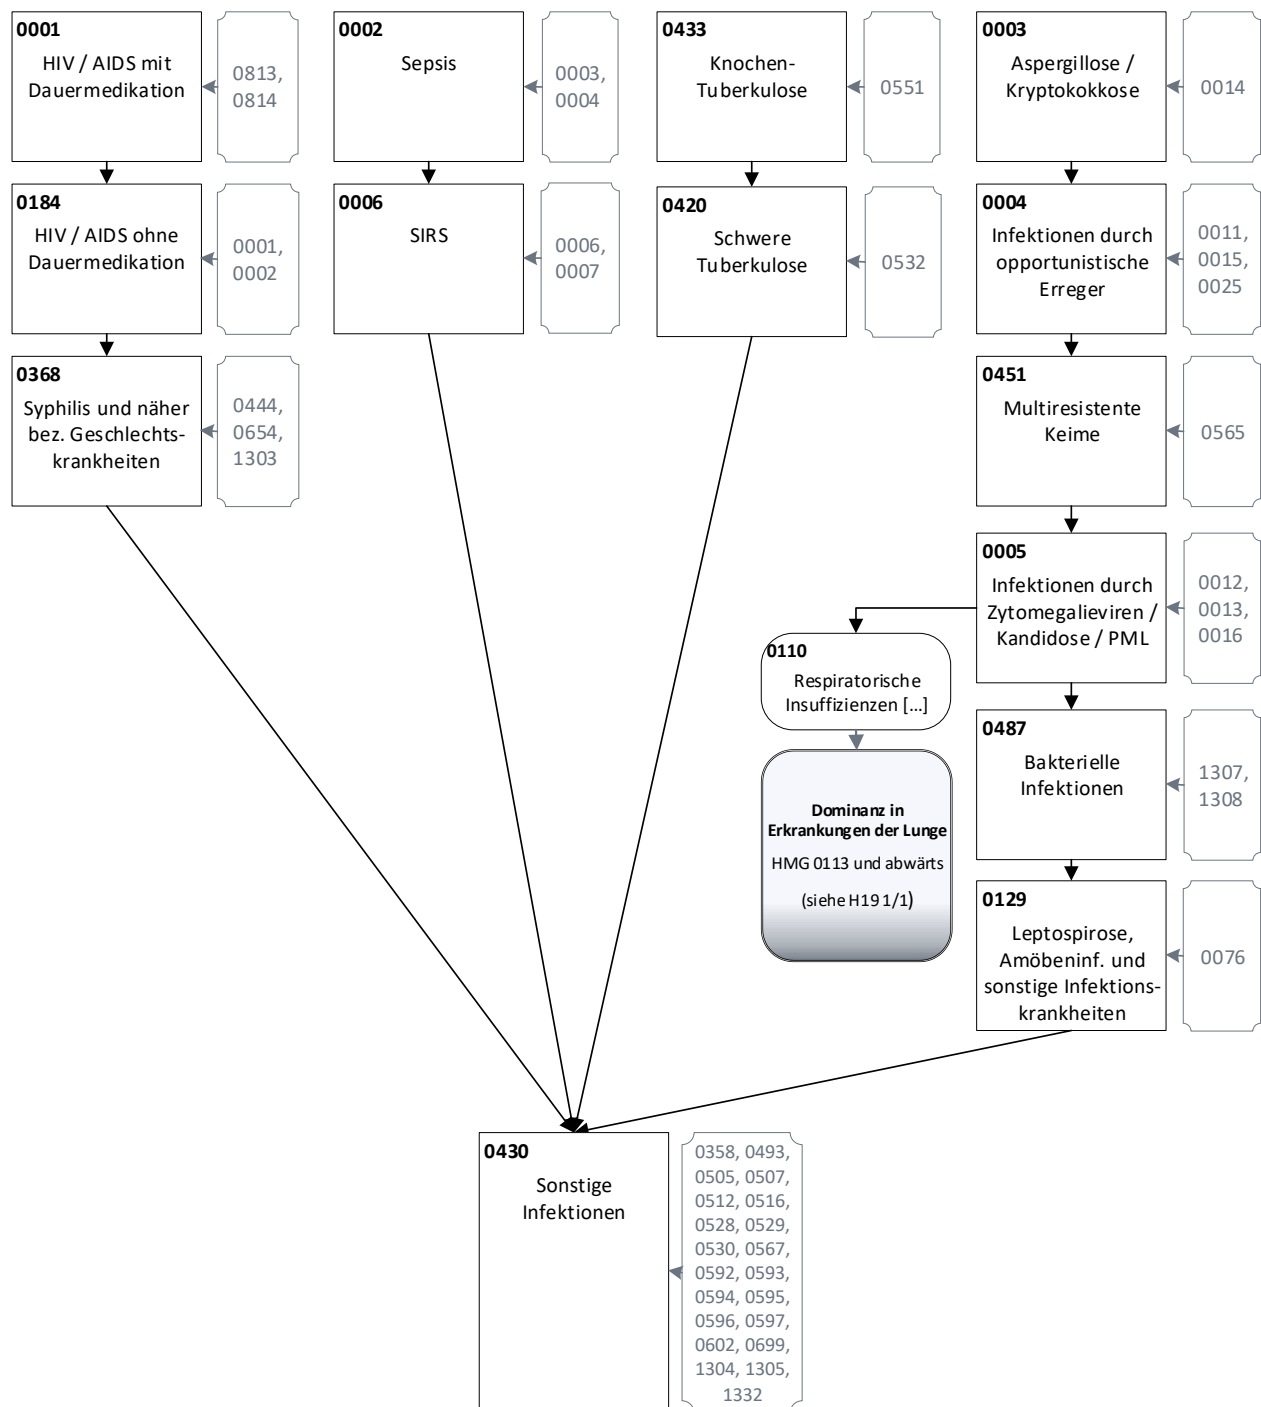 0001
HIV / AIDS mit
Dauermedikation
0813,
0814
0002
Sepsis
0003,
0004
0433
Knochen-
Tuberkulose
0551
0003
Aspergillose /
Kryptokokkose
0014
0184
HIV / AIDS ohne
Dauermedikation
0001,
0002
0006
SIRS
0006,
0007
0420
Schwere
Tuberkulose
0532
0004
Infektionen durch
opportunistische
Erreger
0011,
0015,
0025
0368
Syphilis und näher
bez. Geschlechts-
krankheiten
0444,
0654,
1303
0451
Multiresistente
Keime
0565
0005
Infektionen durch
Zytomegalieviren /
Kandidose / PML
0012,
0013,
0016
0110
Respiratorische
Insuffizienzen [...]
Dominanz in
Erkrankungen der Lunge
HMG 0113 und abwärts
(siehe H19 1/1)
0487
Bakterielle
Infektionen
1307,
1308
0129
Leptospirose,
Amöbeninf. und
sonstige Infektions-
krankheiten
0076
0430
Sonstige
Infektionen
0358, 0493,
0505, 0507,
0512, 0516,
0528, 0529,
0530, 0567,
0592, 0593,
0594, 0595,
0596, 0597,
0602, 0699,
1304, 1305,
1332